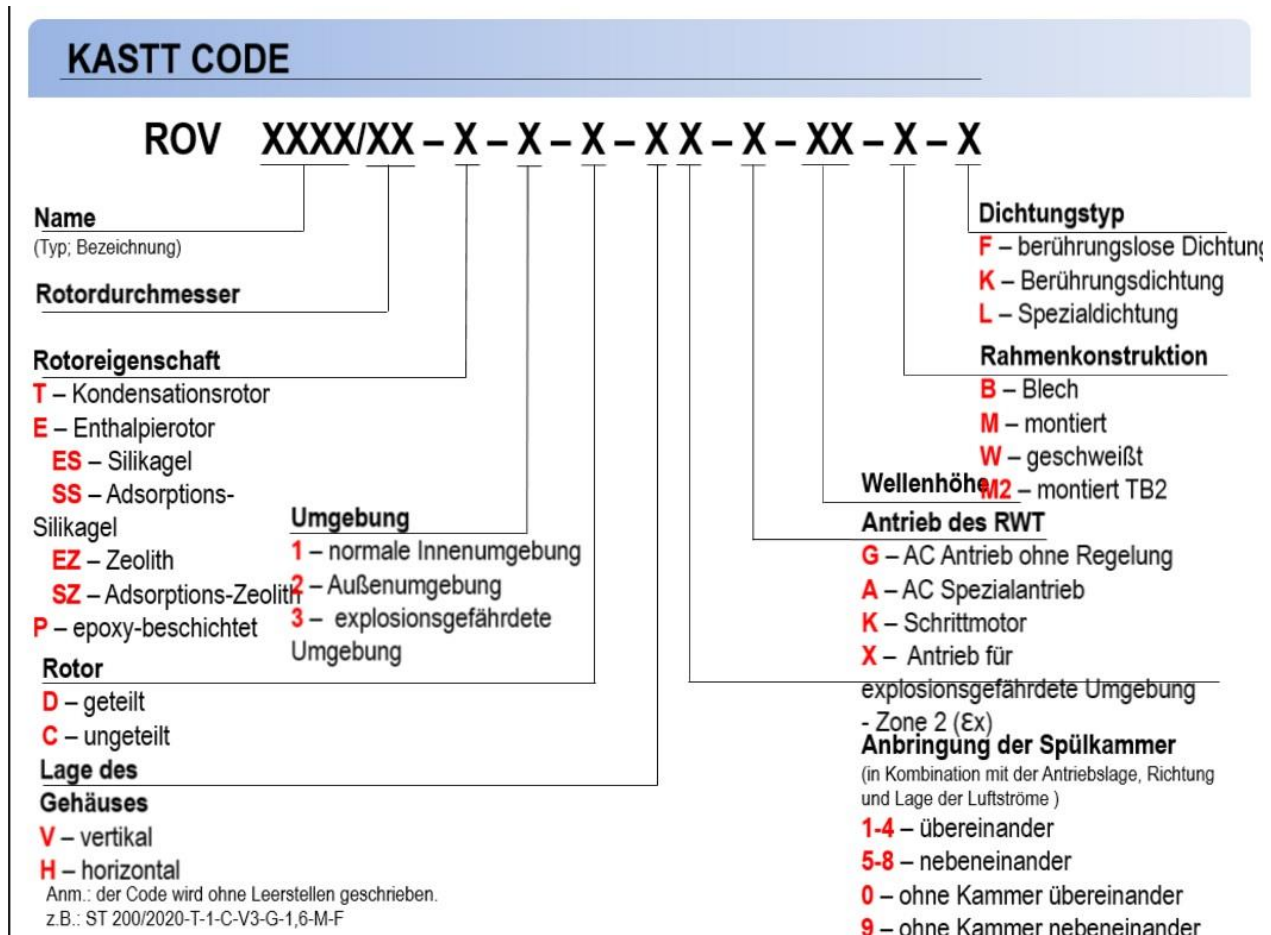 KASTT CODE
ROV XXXX/XX – X – X – X – X X – X – XX – X – X
Name
(Typ; Bezeichnung)
Rotordurchmesser
Rotoreigenschaft
T – Kondensationsrotor
E – Enthalpierotor
ES – Silikagel
SS – Adsorptions-
Silikagel
EZ – Zeolith
SZ – Adsorptions-Zeolith
P – epoxy-beschichtet
Umgebung
1 – normale Innenumgebung
2 – Außenumgebung
3 – explosionsgefährdete
Umgebung
Rotor
D – geteilt
C – ungeteilt
Lage des
Gehäuses
V – vertikal
H – horizontal
Anm.: der Code wird ohne Leerstellen geschrieben.
z.B.: ST 200/2020-T-1-C-V3-G-1,6-M-F
Dichtungstyp
F – berührungslose Dichtung
K – Berührungsdichtung
L – Spezialdichtung
Rahmenkonstruktion
B – Blech
M – montiert
W – geschweißt
M2 – montiert TB2
Wellenhöhe
Antrieb des RWT
G – AC Antrieb ohne Regelung
A – AC Spezialantrieb
K – Schrittmotor
X – Antrieb für
explosionsgefährdete Umgebung
- Zone 2 (Ɛx)
Anbringung der Spülkammer
(in Kombination mit der Antriebslage, Richtung
und Lage der Luftströme )
1-4 – übereinander
5-8 – nebeneinander
0 – ohne Kammer übereinander
9 – ohne Kammer nebeneinander